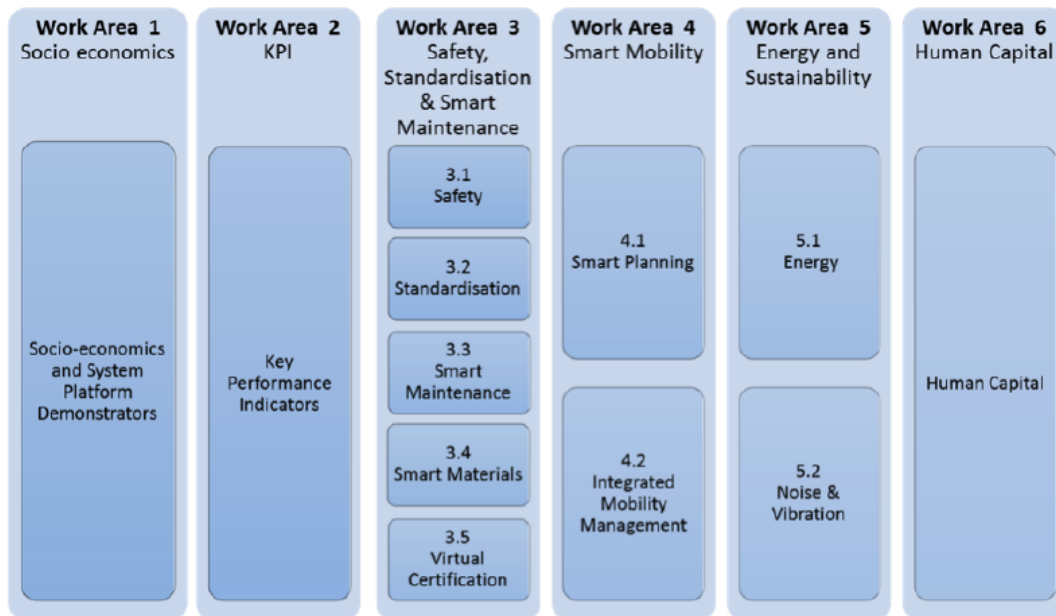 Work Area 1
Socio economics
Socio-economics
and System
Platform
Demonstrators
Work Area 2
KPI
Key
Performance
Indicators
Work Area 3
Safety,
Standardisation
& Smart
Maintenance
3.1
Safety
3.2
Standardisation
3.3
Smart
Maintenance
3.4
Smart Materials
3.5
Virtual
Certification
Work Area 4
Smart Mobility
4.1
Smart Planning
4.2
Integrated
Mobility
Management
Work Area 5
Energy and
Sustainability
5.1
Energy
5.2
Noise &
Vibration
Work Area 6
Human Capital
Human Capital